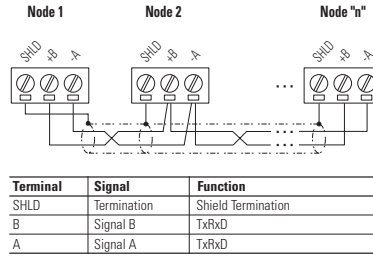 Node 1 Node 2 Node "n"
SHLD +B -A SHLD +B -A SHLD +B -A
... ...
...
Terminal Signal Function
SHLD Termination Shield Termination
B Signal B TxRxD
A Signal A TxRxD